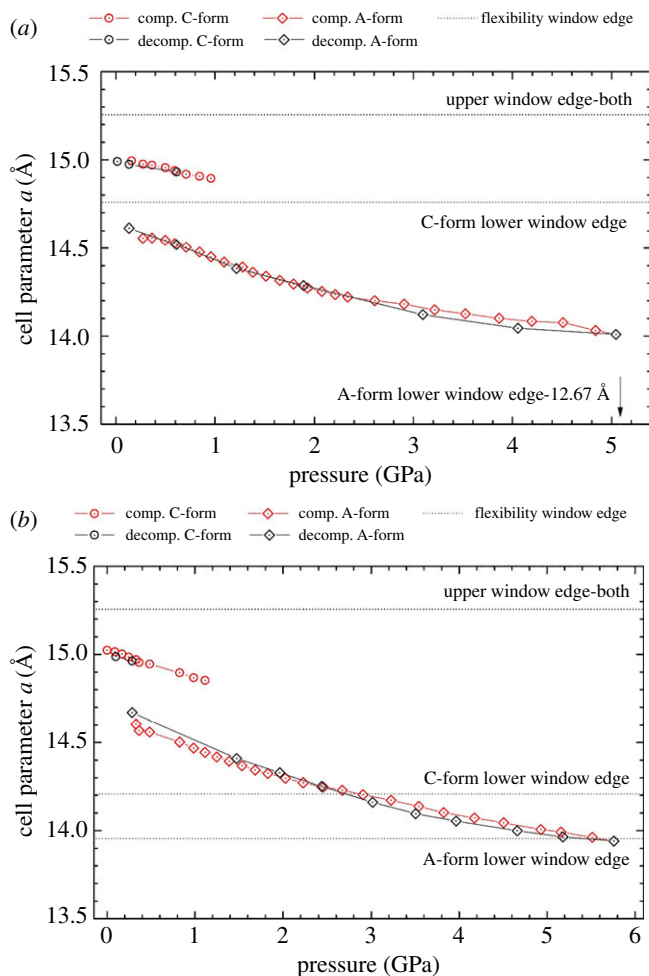 (a)
comp. C-form comp. A-form flexibility window edge
decomp. C-form decomp. A-form
15.5
upper window edge-both
15.0
C-form lower window edge
14.5
cell parameter a (Å)
14.0
A-form lower window edge-12.67 Å
13.5
0 1 2 3 4 5
pressure (GPa)
(b)
comp. C-form comp. A-form flexibility window edge
decomp. C-form decomp. A-form
15.5
upper window edge-both
15.0
14.5
cell parameter a (Å)
C-form lower window edge
14.0
A-form lower window edge
13.5
0 1 2 3 4 5 6
pressure (GPa)